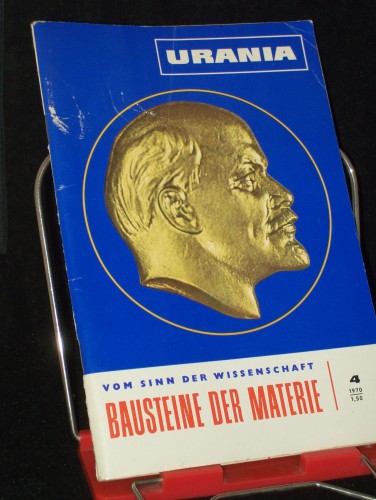 URANIA
VOM SINN DER WISSENSCHAFT
BAUSTEINE DER MATERIE
4
1970
1,50